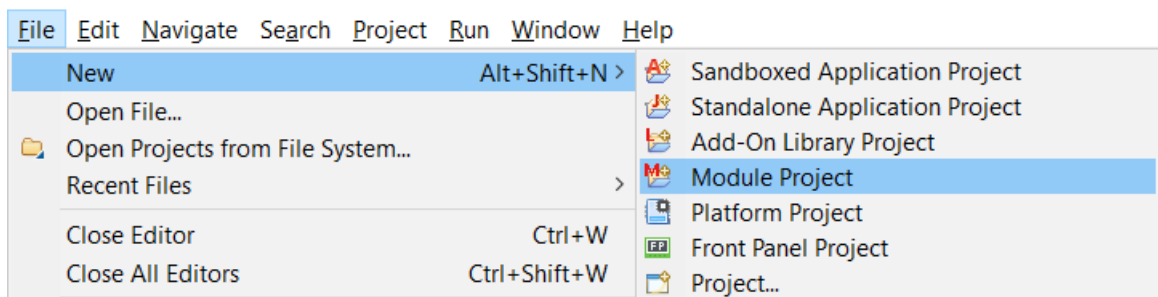 File Edit Navigate Search Project Run Window Help
New Alt+Shift+N >
Open File...
Open Projects from File System...
Recent Files >
Close Editor Ctrl+W
Close All Editors Ctrl+Shift+W
Sandboxed Application Project
Standalone Application Project
Add-On Library Project
Module Project
Platform Project
FP Front Panel Project
Project...